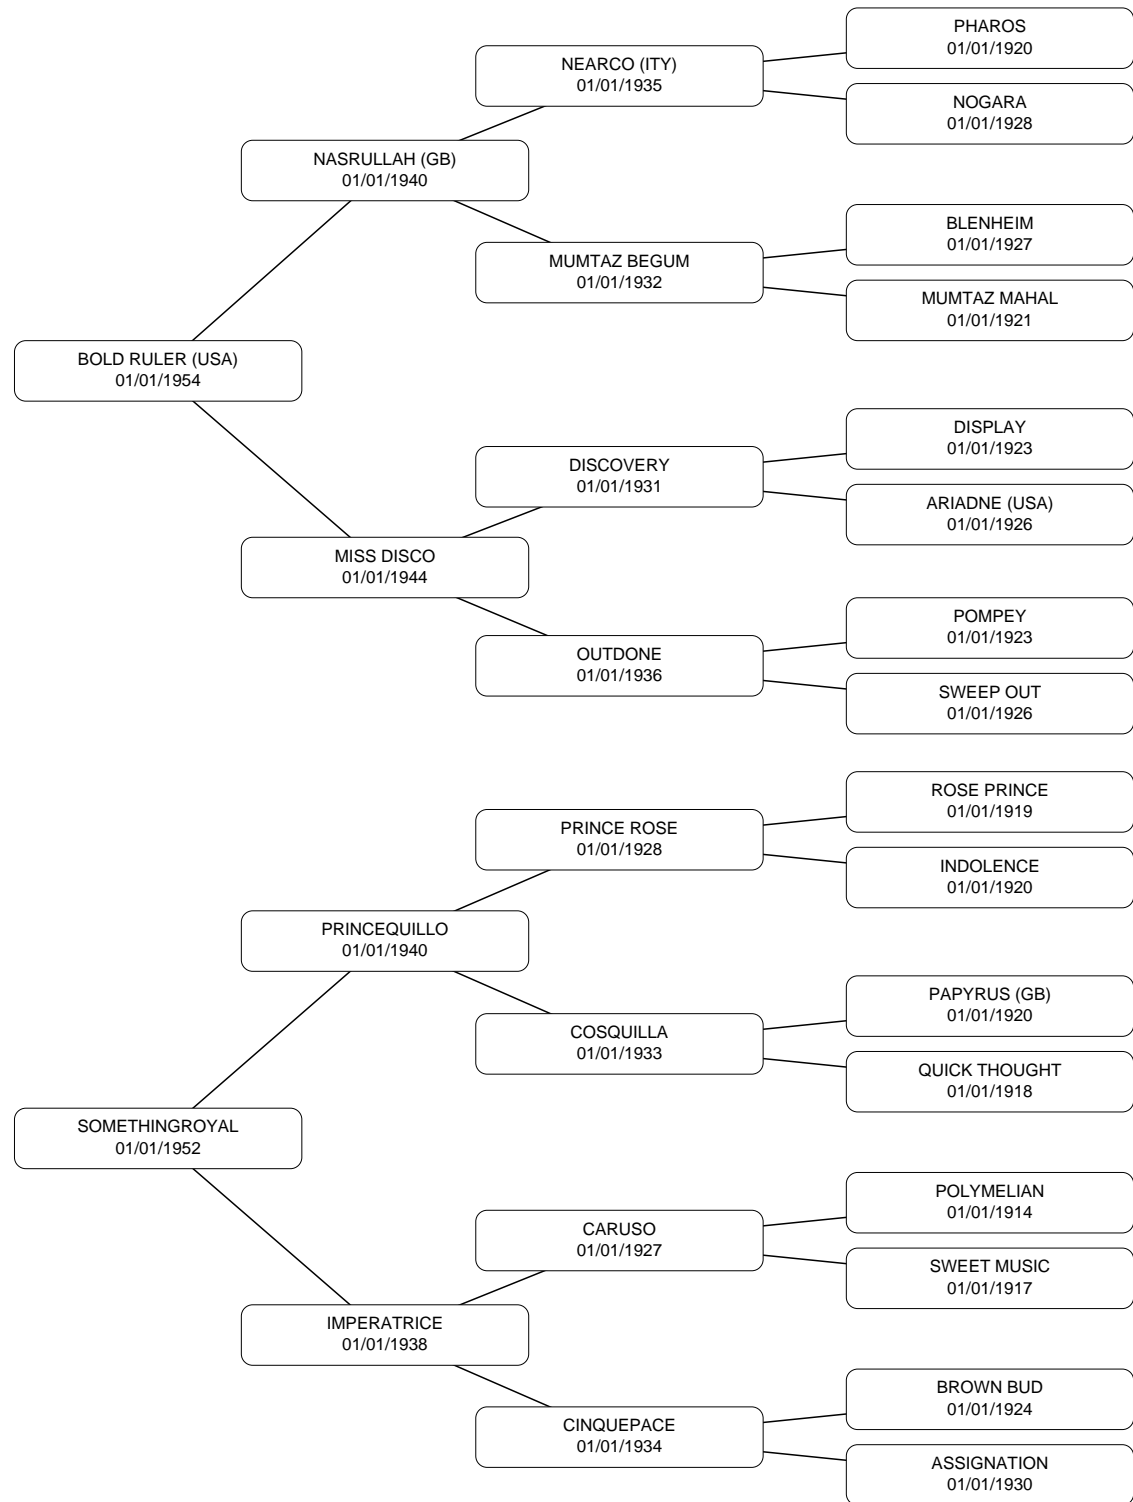 PHAROS
01/01/1920
NEARCO (ITY)
01/01/1935
NOGARA
01/01/1928
NASRULLAH (GB)
01/01/1940
BLENHEIM
01/01/1927
MUMTAZ BEGUM
01/01/1932
MUMTAZ MAHAL
01/01/1921
BOLD RULER (USA)
01/01/1954
DISPLAY
01/01/1923
DISCOVERY
01/01/1931
ARIADNE (USA)
01/01/1926
MISS DISCO
01/01/1944
POMPEY
01/01/1923
OUTDONE
01/01/1936
SWEEP OUT
01/01/1926
ROSE PRINCE
01/01/1919
PRINCE ROSE
01/01/1928
INDOLENCE
01/01/1920
PRINCEQUILLO
01/01/1940
PAPYRUS (GB)
01/01/1920
COSQUILLA
01/01/1933
QUICK THOUGHT
01/01/1918
SOMETHINGROYAL
01/01/1952
POLYMELIAN
01/01/1914
CARUSO
01/01/1927
SWEET MUSIC
01/01/1917
IMPERATRICE
01/01/1938
BROWN BUD
01/01/1924
CINQUEPACE
01/01/1934
ASSIGNATION
01/01/1930